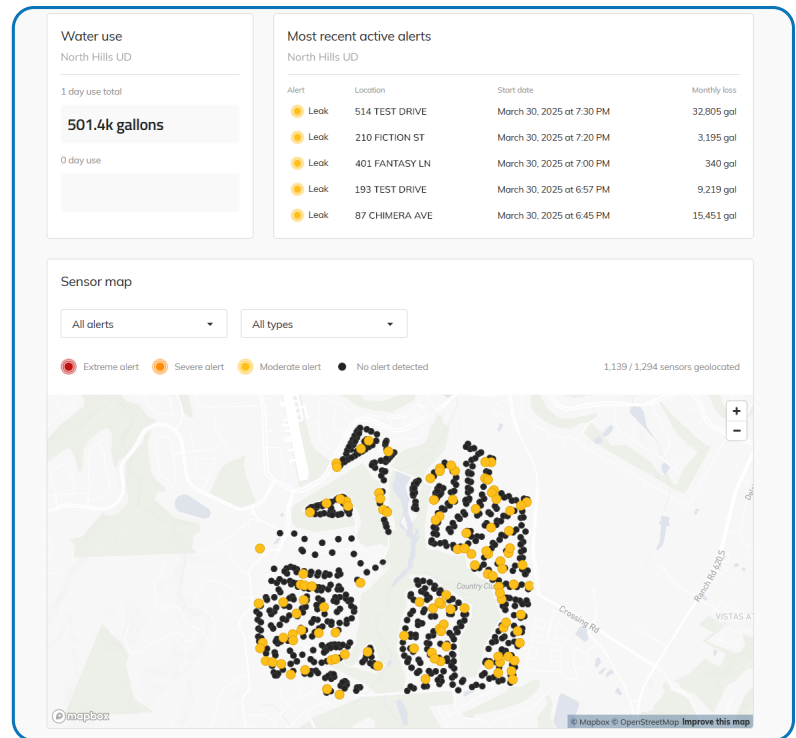 Water use
North Hills UD
1 day use total
501.4k gallons
0 day use
Most recent active alerts
North Hills UD
Alert Location Start date Monthly loss
Leak 514 TEST DRIVE March 30, 2025 at 7:30 PM 32,805 gal
Leak 210 FICTION ST March 30, 2025 at 7:20 PM 3,195 gal
Leak 401 FANTASY LN March 30, 2025 at 7:00 PM 340 gal
Leak 193 TEST DRIVE March 30, 2025 at 6:57 PM 9,219 gal
Leak 87 CHIMERA AVE March 30, 2025 at 6:45 PM 15,451 gal
Sensor map
All alerts All types
Extreme alert Severe alert Moderate alert No alert detected 1,139 / 1,294 sensors geolocated
+
−
Ranch Rd 620 S
Country
Crossing Rd
VISTAS AT
mapbox
© Mapbox © OpenStreetMap Improve this map